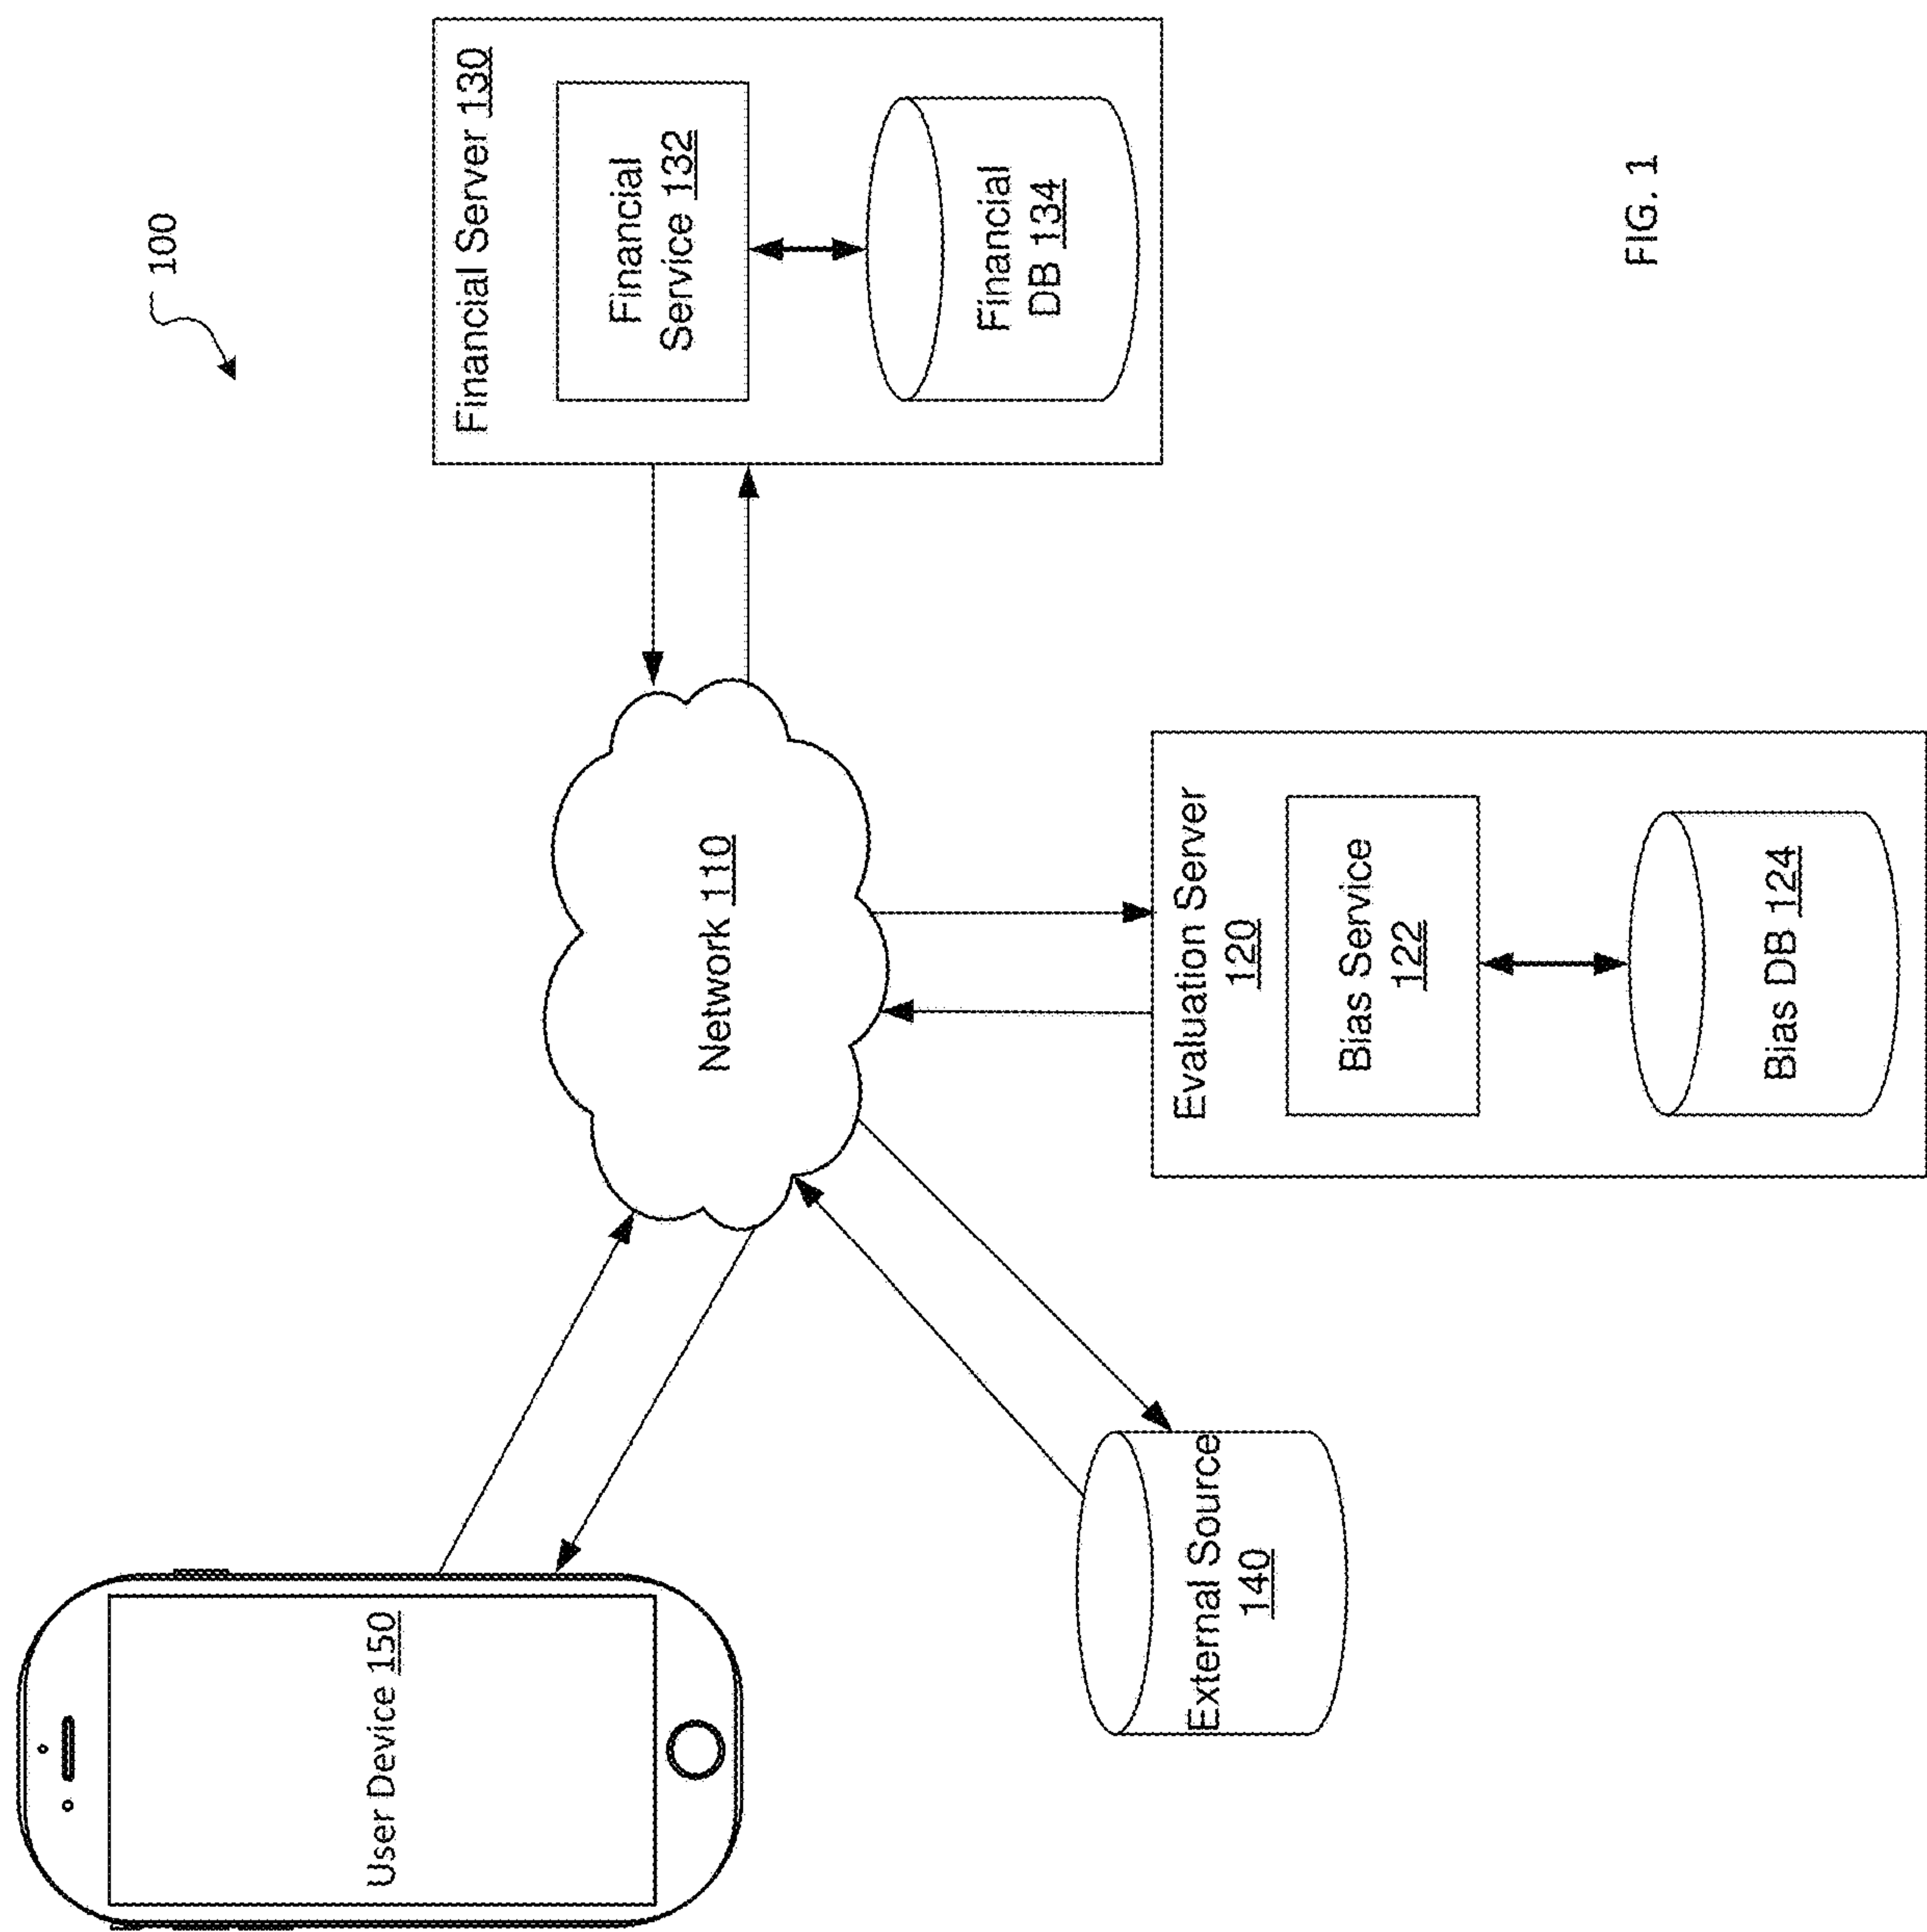 100
User Device 150
Network 110
Financial Server 130
Financial
Service 132
Financial
DB 134
External Source
140
Evaluation Server
120
Bias Service
122
Bias DB 124
FIG. 1